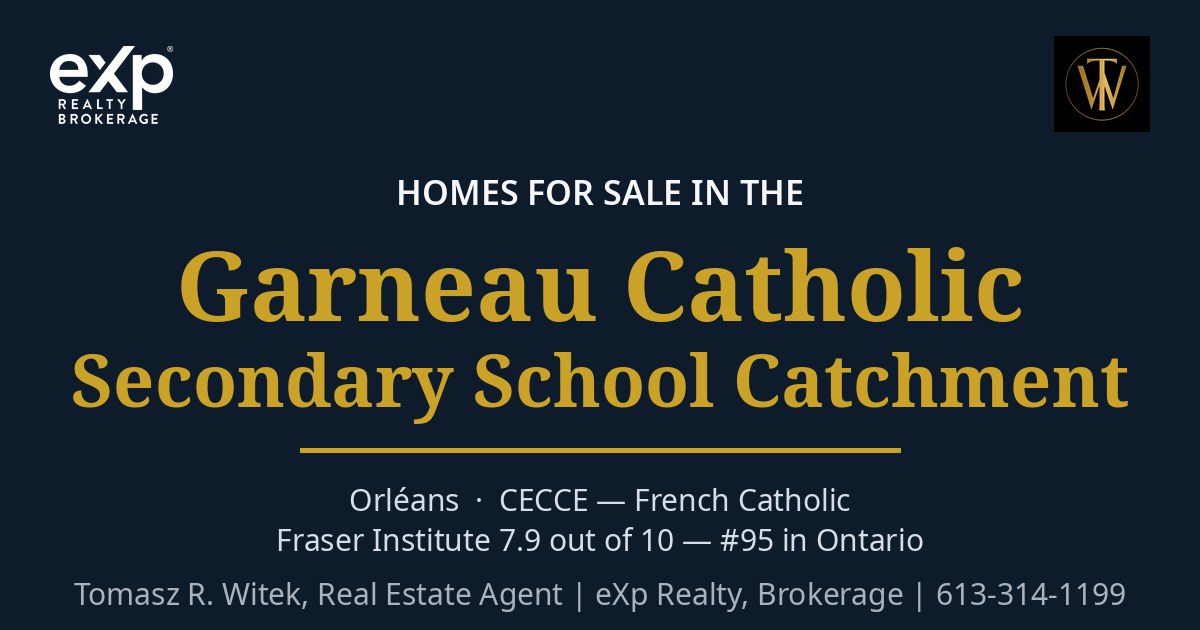 eXp®
REALTY
BROKERAGE
TW
HOMES FOR SALE IN THE
Garneau Catholic
Secondary School Catchment
Orléans · CECCE — French Catholic
Fraser Institute 7.9 out of 10 — #95 in Ontario
Tomasz R. Witek, Real Estate Agent | eXp Realty, Brokerage | 613-314-1199